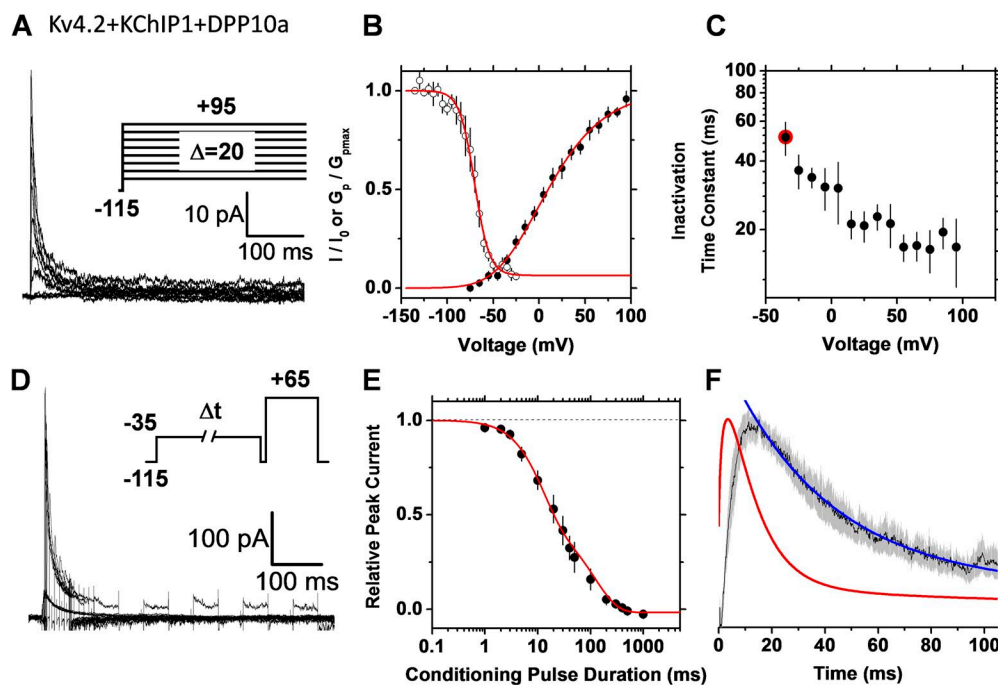 A Kv4.2+KChIP1+DPP10a
+95
Δ=20
-115
10 pA
100 ms
B
I / I0 or Gp / Gpmax
1.0
0.5
0.0
-150 -100 -50 0 50 100
Voltage (mV)
C
Inactivation
Time Constant (ms)
100
80
60
40
20
-50 0 50 100
Voltage (mV)
D
+65
-35
Δt
-115
100 pA
100 ms
E
Relative Peak Current
1.0
0.5
0.0
0.1 1 10 100 1000
Conditioning Pulse Duration (ms)
F
0 20 40 60 80 100
Time (ms)